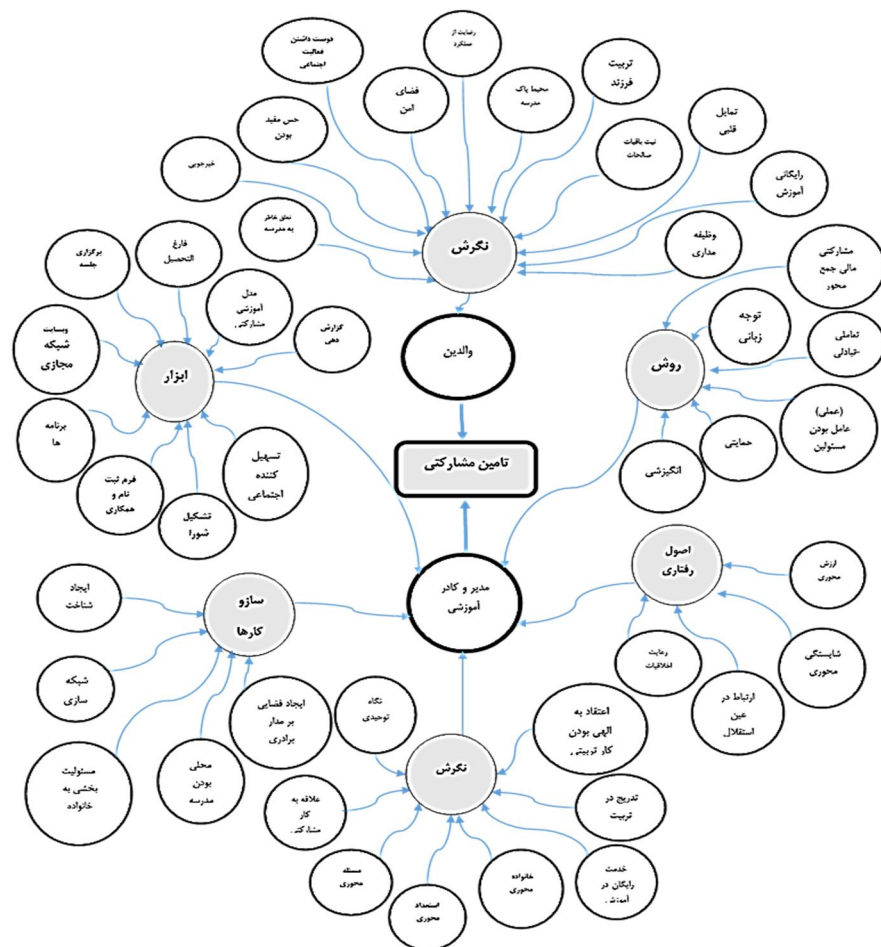 دوست داشتن
فعالیت
اجتماعی
رضایت از
عملکرد
تربیت
فرزند
فضای
امن
محیط پاک
مدرسه
تمایل
قلبی
حس مفید
بودن
نیت باقیات
صالحات
خیرجویی
رایگانی
آموزش
تعلق خاطر
به مدرسه
نگرش
وظیفه
مداری
مشارکتی
مالی جمع
محور
فارغ
التحصیل
برگزاری
جلسه
مدل
آموزشی
مشارکتی
گزارش
دهی
والدین
توجه
زبانی
وبسایت
شبکه
مجازی
ابزار
روش
تعاملی
-تبادلی
(عملی)
عامل بودن
مسئولین
برنامه
ها
حمایتی
انگیزشی
تامین مشارکتی
تسهیل
کننده
اجتماعی
فرم ثبت
نام و
همکاری
تشکیل
شورا
اصول
رفتاری
ارزش
محوری
مدیر و کادر
آموزشی
سازو
کارها
ایجاد
شناخت
شایستگی
محوری
رعایت
اخلاقیات
ارتباط در
عین
استقلال
شبکه
سازی
ایجاد فضایی
بر مدار
برادری
نگاه
توحیدی
اعتقاد به
الهی بودن
کار تربیتی
مسئولیت
بخشی به
خانواده
محلی
بودن
مدرسه
نگرش
علاقه به
کار
مشارکتی
تدریج در
تربیت
مسئله
محوری
استعداد
محوری
خانواده
محوری
خدمت
رایگان در
آموزش